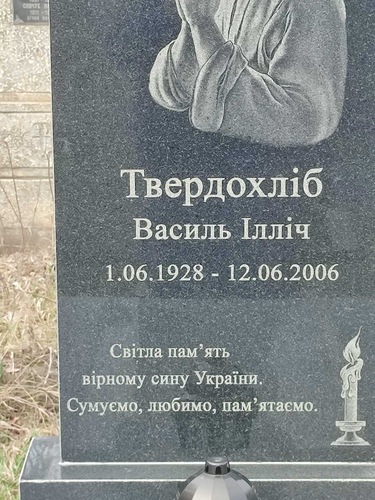 Твердохліб
Василь Ілліч
1.06.1928 - 12.06.2006
Світла пам'ять
вірному сину України.
Сумуємо, любимо, пам'ятаємо.